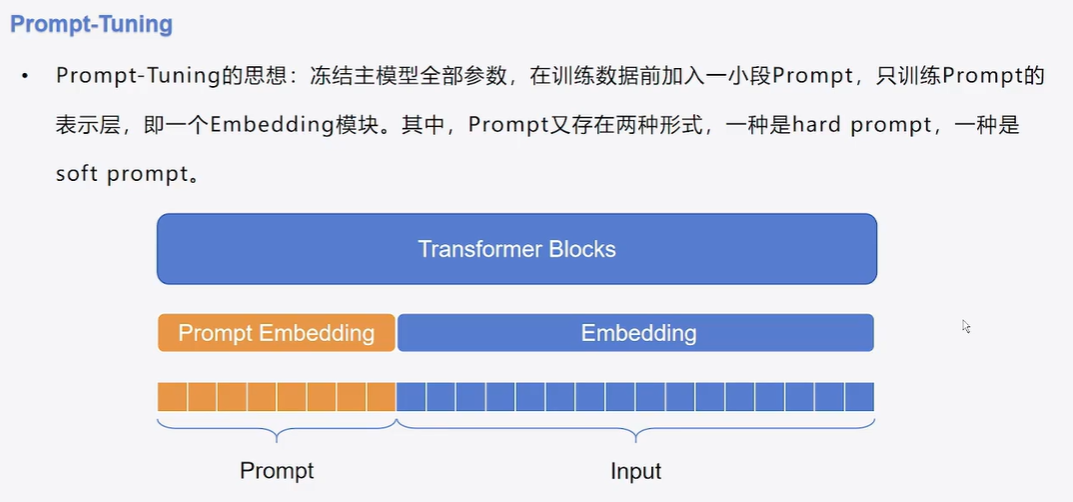 Prompt-Tuning
• Prompt-Tuning的思想：冻结主模型全部参数，在训练数据前加入一小段Prompt，只训练Prompt的
表示层，即一个Embedding模块。其中，Prompt又存在两种形式，一种是hard prompt，一种是
soft prompt。
Transformer Blocks
Prompt Embedding Embedding
Prompt Input